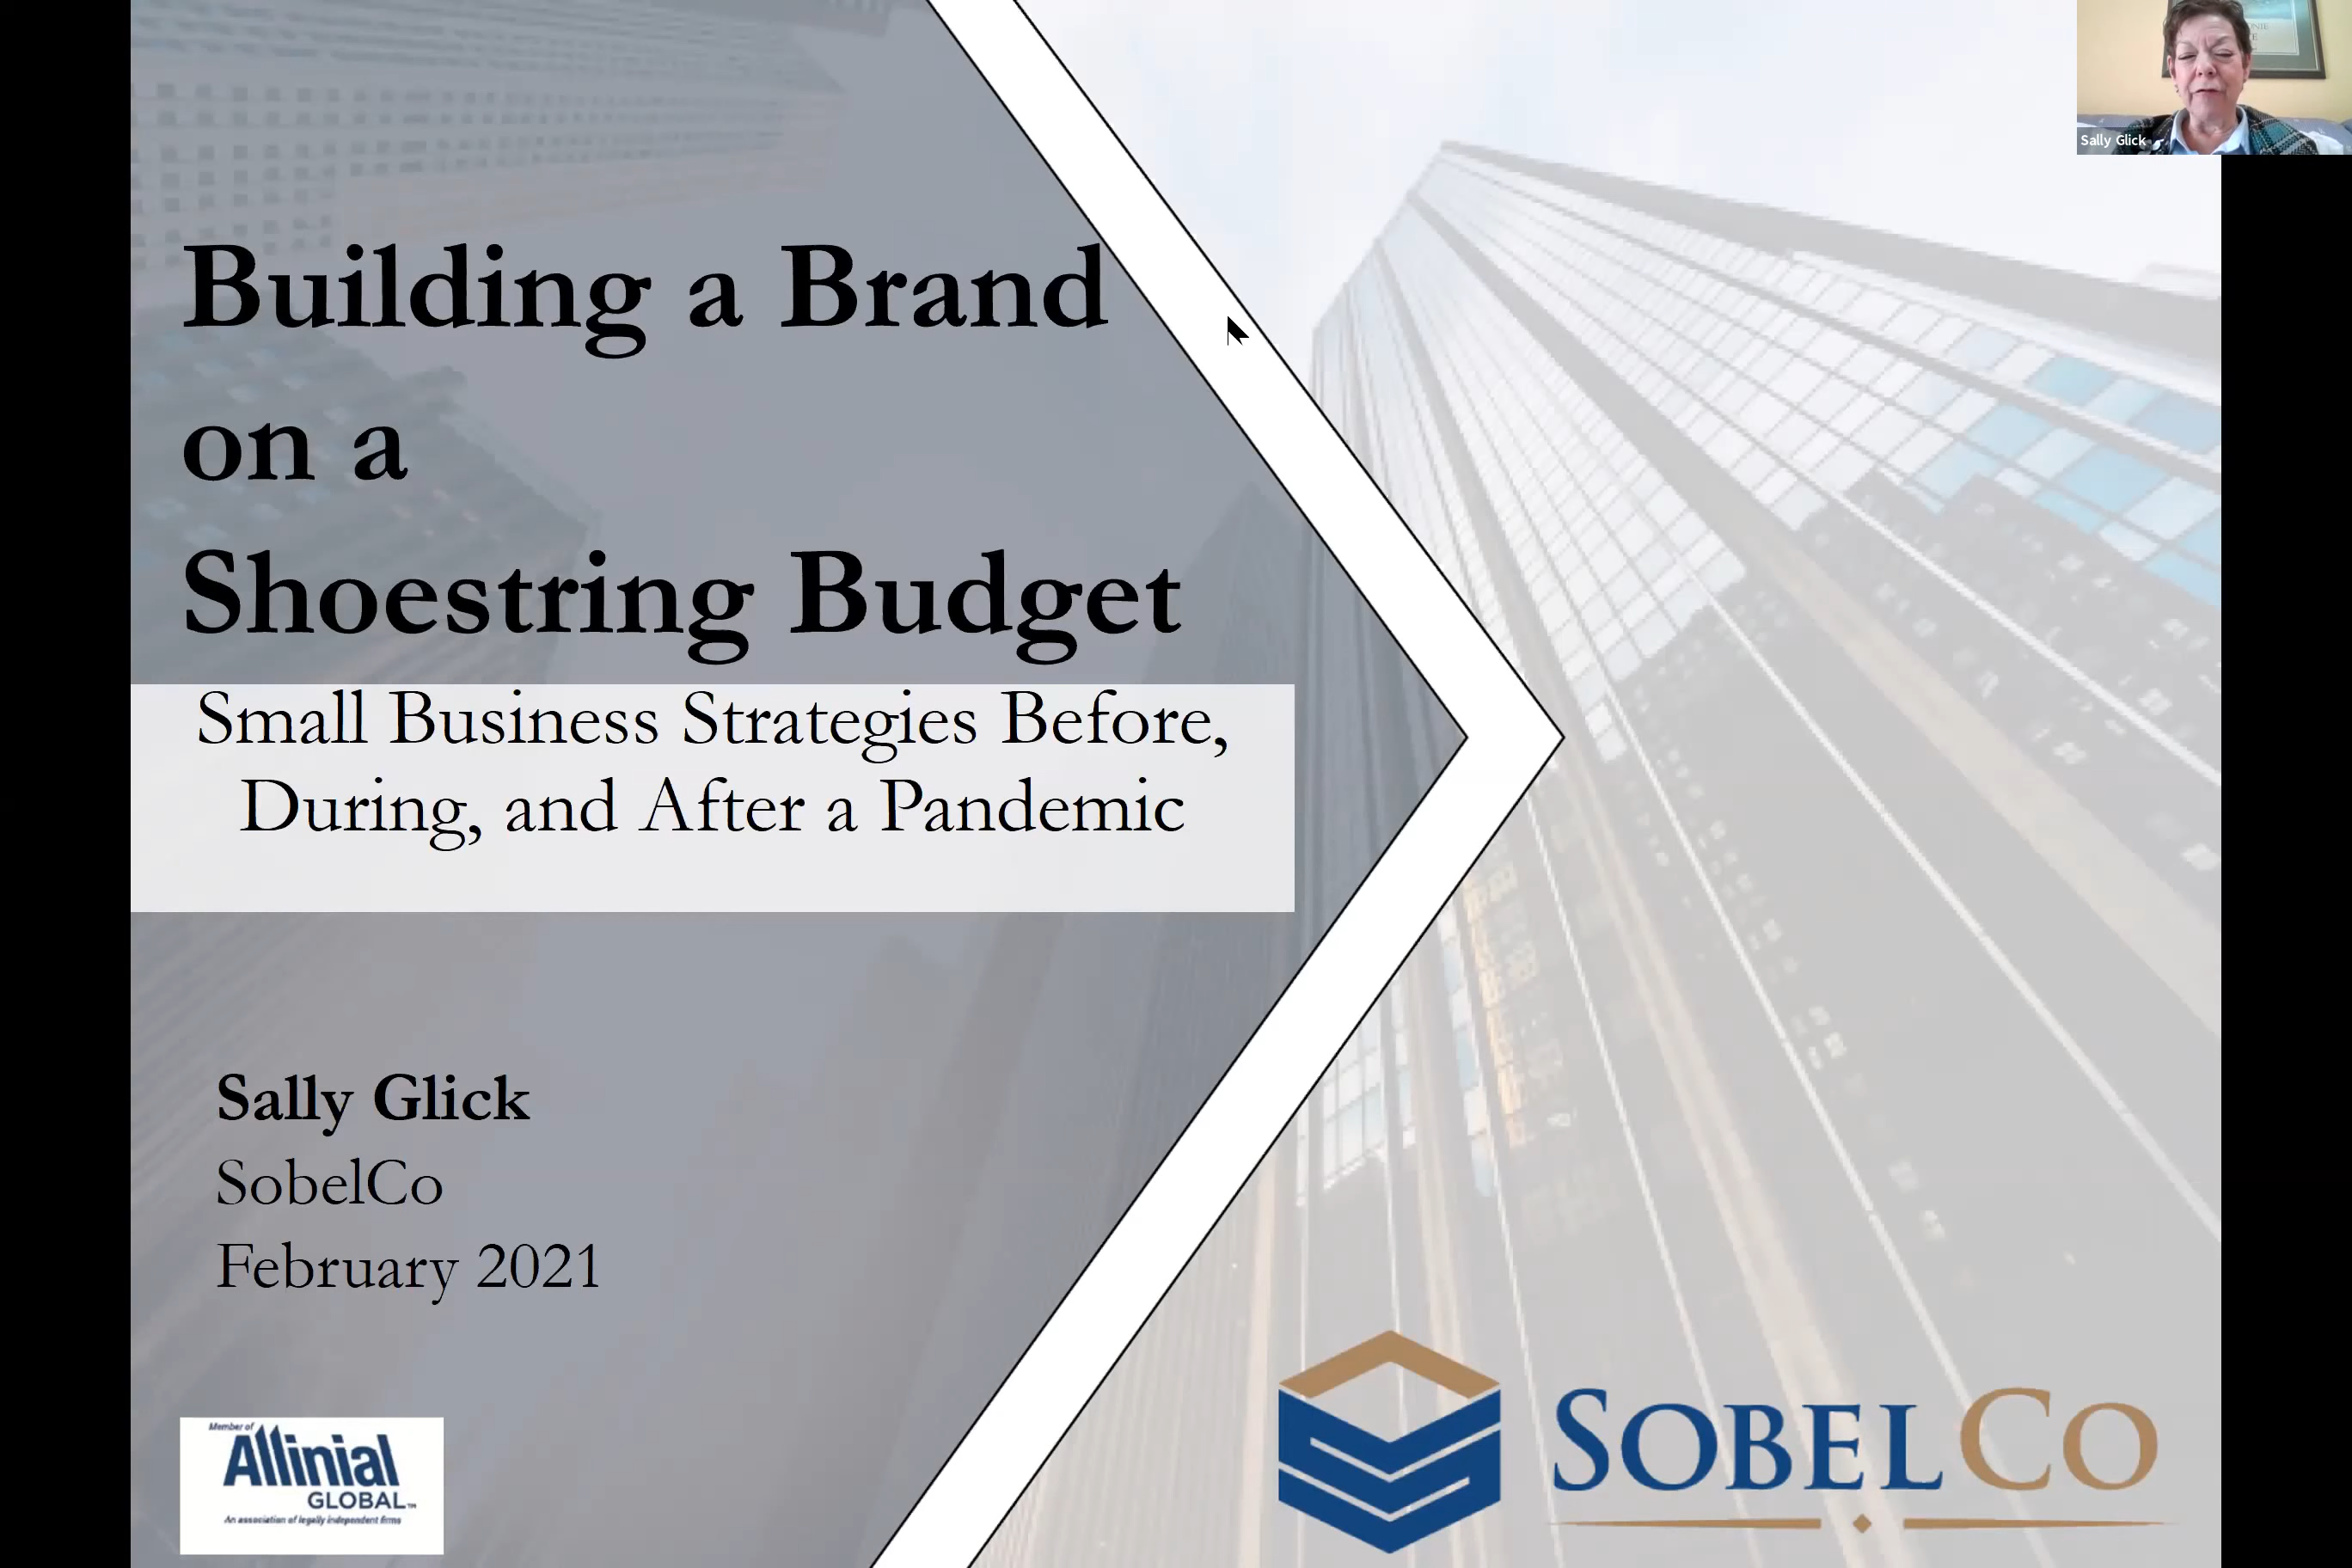 Building a Brand
on a
Shoestring Budget
Small Business Strategies Before,
During, and After a Pandemic
Sally Glick
SobelCo
February 2021
Member of
Allinial
GLOBAL™
An association of legally independent firms
SOBELCO
Sally Glick